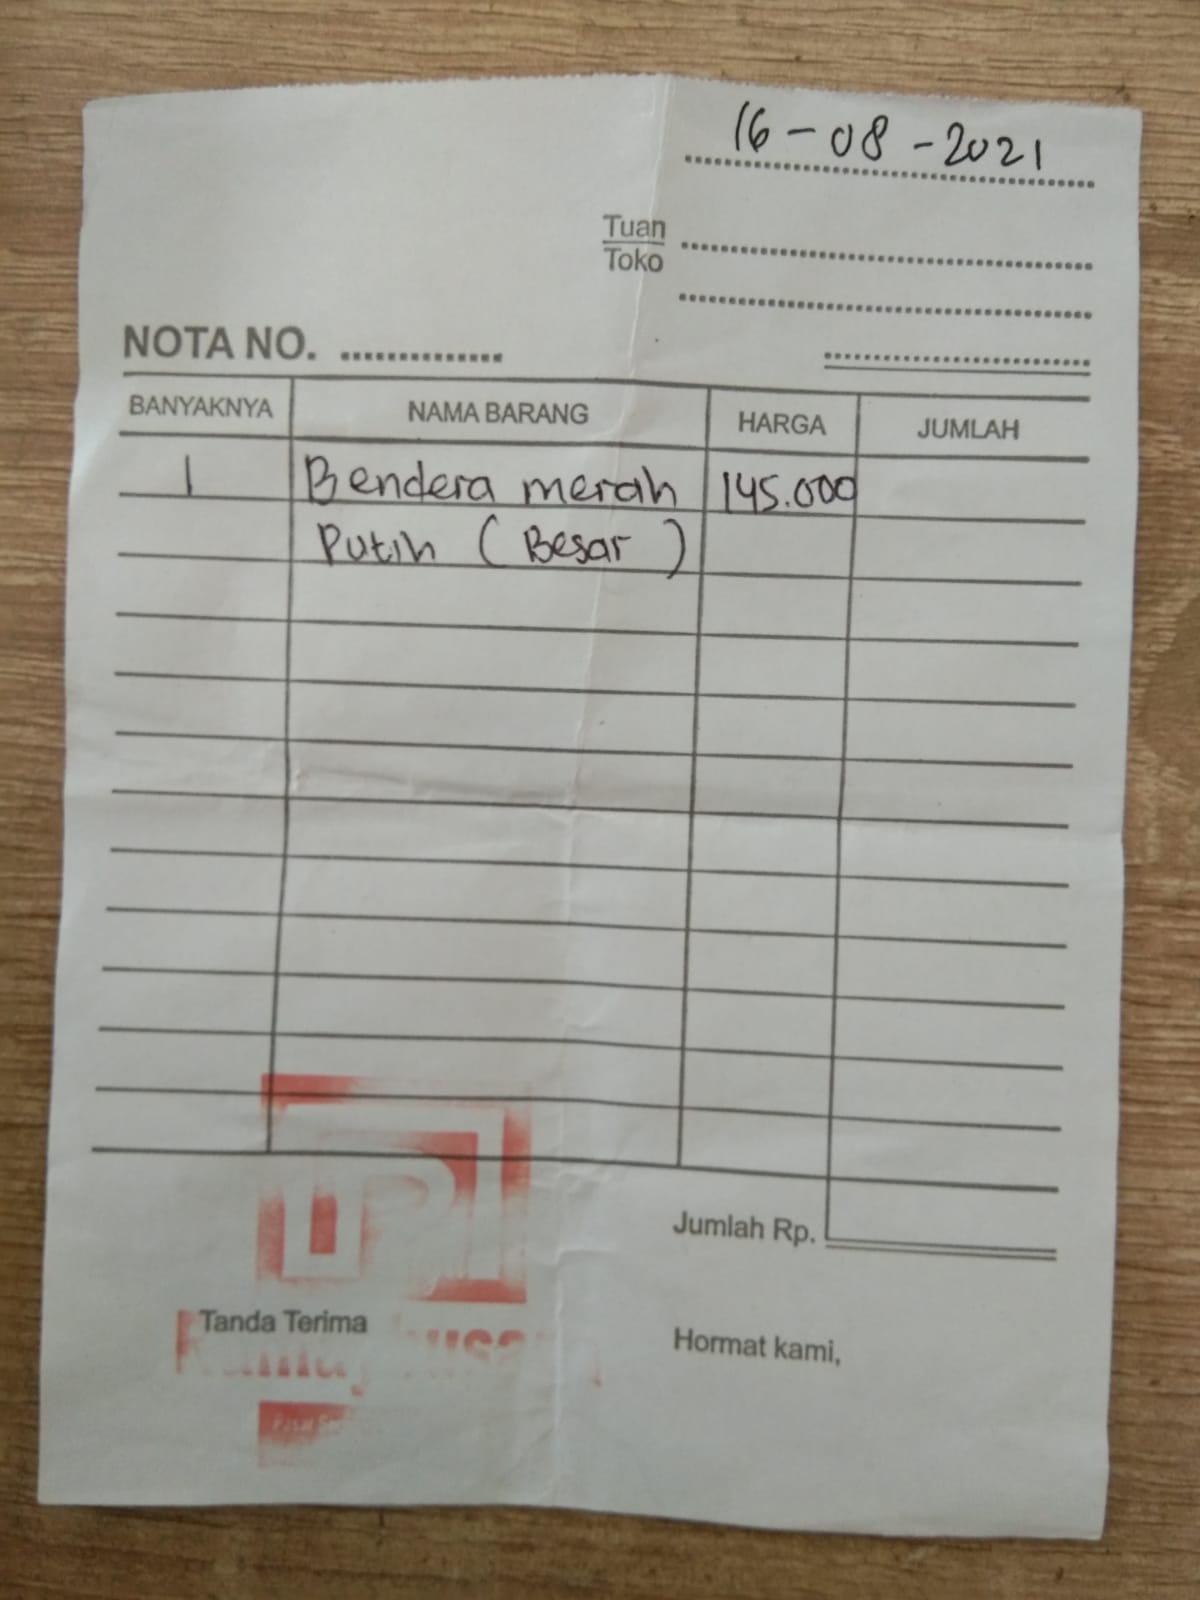 16-08-2021
Tuan
Toko
NOTA NO.
BANYAKNYA NAMA BARANG HARGA JUMLAH
1 Bendera merah 145.000
Putih (Besar)
Jumlah Rp.
Tanda Terima
Hormat kami,